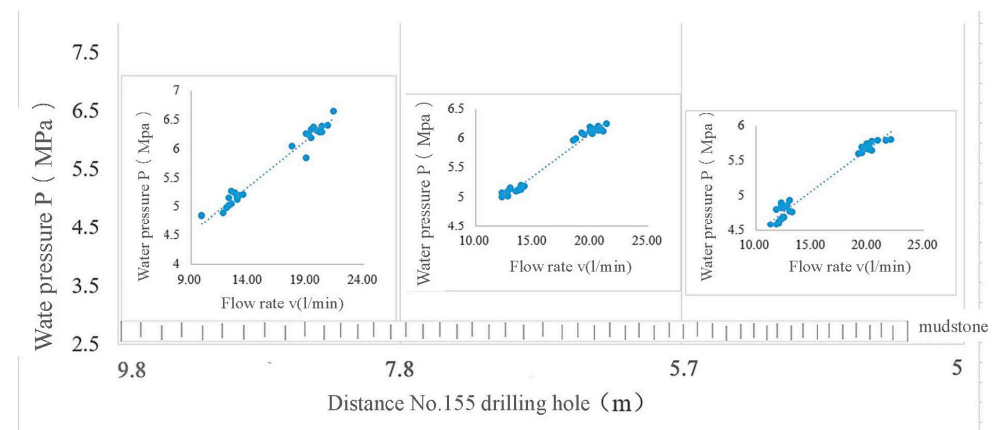 7.5
6.5
5.5
4.5
3.5
2.5
Wate pressure P ( MPa )
7
6
5.5
5
4.5
4
Water pressure P ( Mpa )
9.00 14.00 19.00 24.00
Flow rate v(l/min)
6.5
6
5.5
5
4.5
Water pressure P ( Mpa )
10.00 15.00 20.00 25.00
Flow rate v(l/min)
6
5.5
5
4.5
Water pressure P ( Mpa )
10.00 15.00 20.00 25.00
Flow rate v(l/min)
mudstone
9.8 7.8 5.7 5
Distance No.155 drilling hole（m）